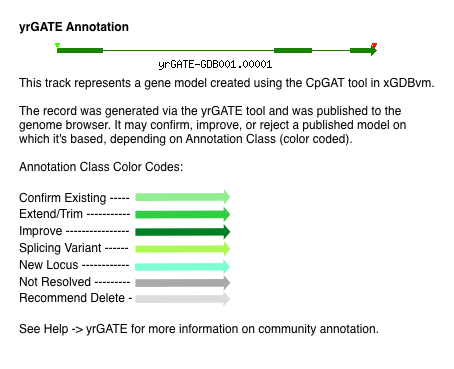 yrGATE Annotation
yrGATE-GDB001.00001
This track represents a gene model created using the CpGAT tool in xGDBvm.
The record was generated via the yrGATE tool and was published to the
genome browser. It may confirm, improve, or reject a published model on
which it's based, depending on Annotation Class (color coded).
Annotation Class Color Codes:
Confirm Existing -----
Extend/Trim -----------
Improve ----------------
Splicing Variant ------
New Locus -----------
Not Resolved ---------
Recommend Delete -
See Help -> yrGATE for more information on community annotation.